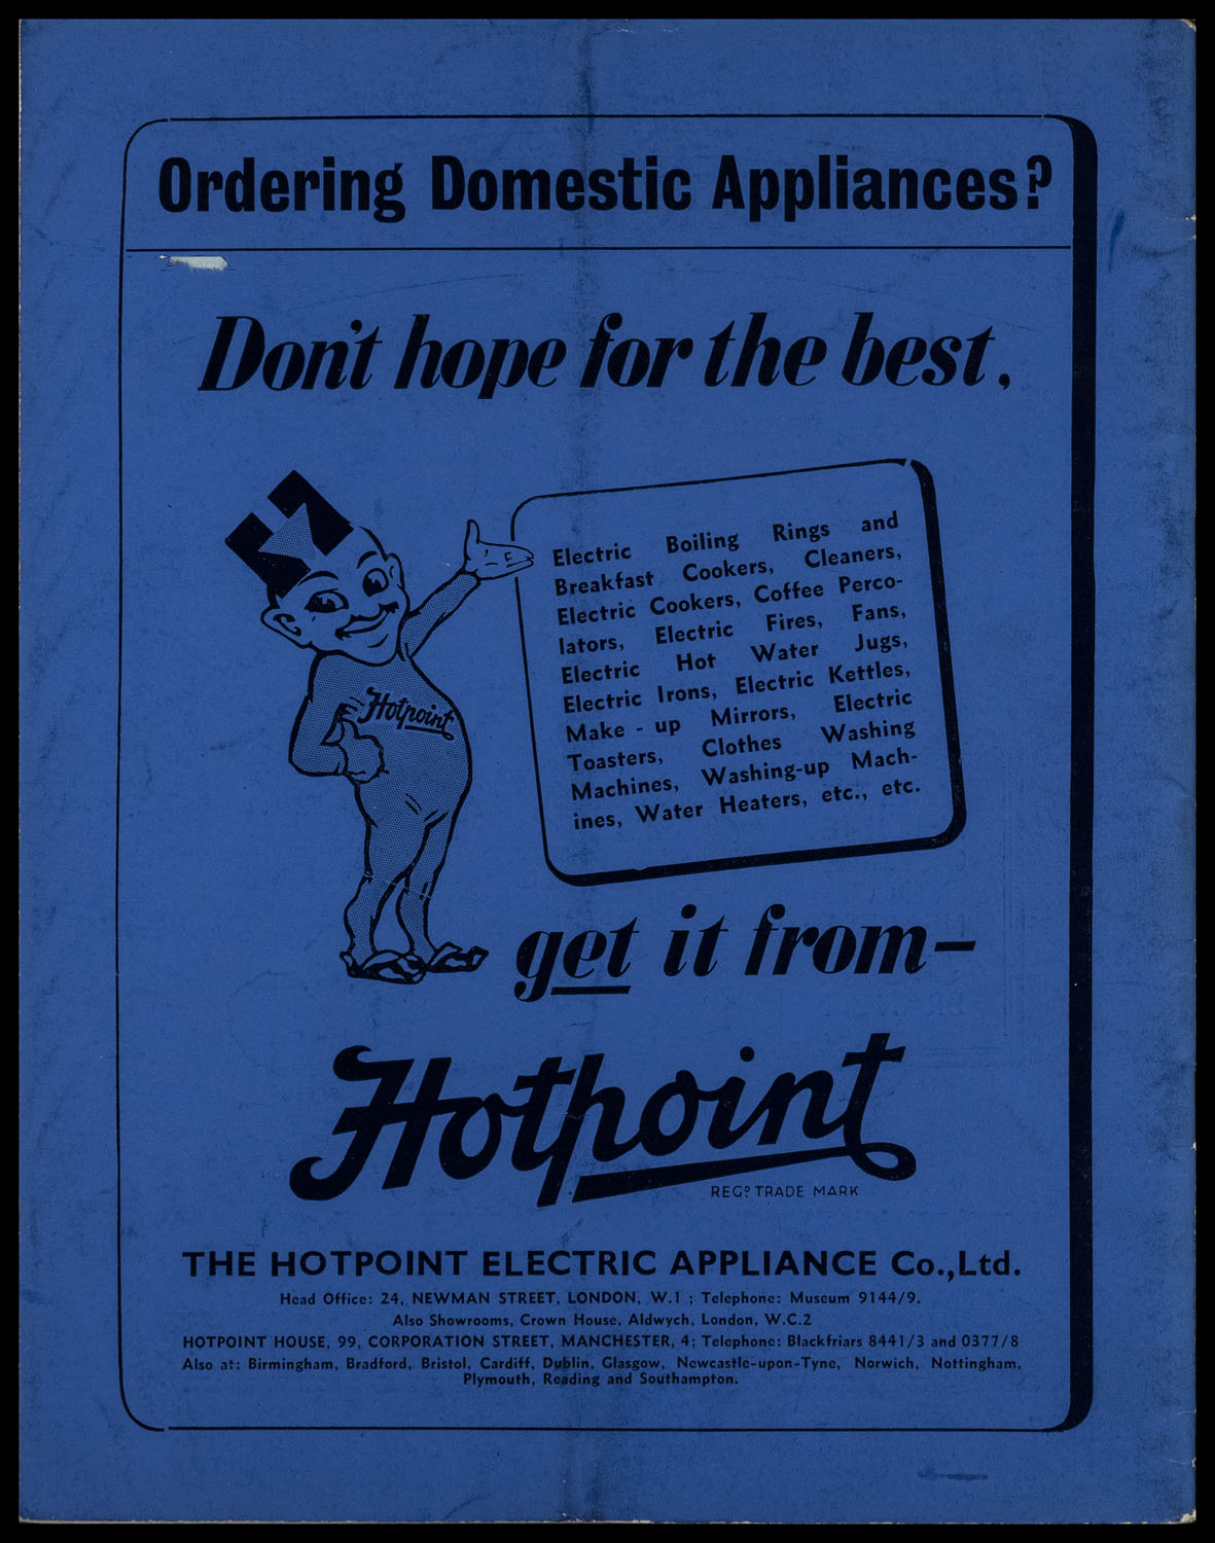 Ordering Domestic Appliances?
Don't hope for the best,
Electric Boiling Rings and
Breakfast Cookers, Cleaners,
Electric Cookers, Coffee Perco-
lators, Electric Fires, Fans,
Electric Hot Water Jugs,
Electric Irons, Electric Kettles,
Make - up Mirrors, Electric
Toasters, Clothes Washing
Machines, Washing-up Mach-
ines, Water Heaters, etc., etc.
Hotpoint
get it from—
Hotpoint
REGD TRADE MARK
THE HOTPOINT ELECTRIC APPLIANCE Co.,Ltd.
Head Office: 24, NEWMAN STREET, LONDON, W.1 ; Telephone: Museum 9144/9.
Also Showrooms, Crown House, Aldwych, London, W.C.2
HOTPOINT HOUSE, 99, CORPORATION STREET, MANCHESTER, 4; Telephone: Blackfriars 8441/3 and 0377/8
Also at: Birmingham, Bradford, Bristol, Cardiff, Dublin, Glasgow, Newcastle-upon-Tyne, Norwich, Nottingham,
Plymouth, Reading and Southampton.